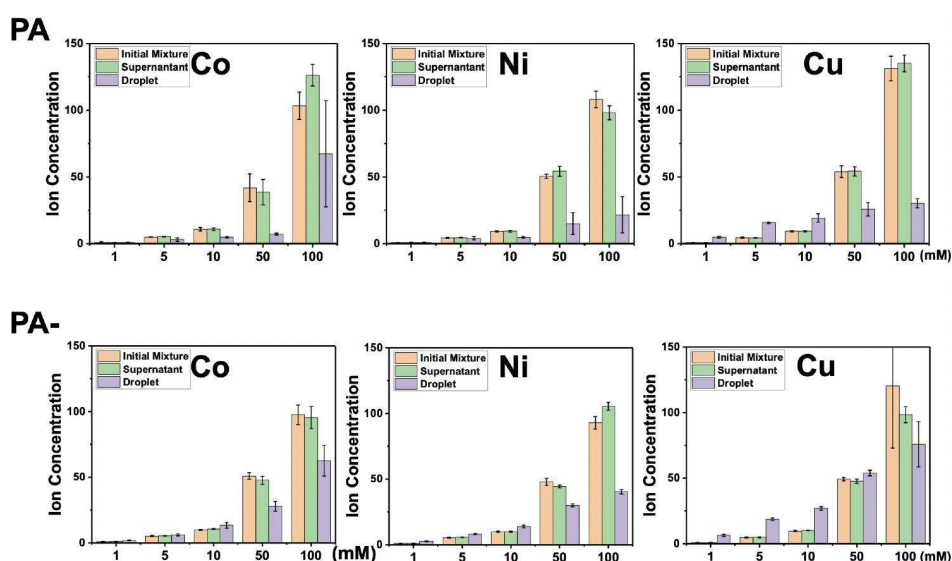 PA
150
100
50
0
Ion Concentration
Initial Mixture
Supernantant
Droplet
Co
1 5 10 50 100
150
100
50
0
Ion Concentration
Initial Mixture
Supernantant
Droplet
Ni
1 5 10 50 100
150
100
50
0
Ion Concentration
Initial Mixture
Supernantant
Droplet
Cu
1 5 10 50 100 (mM)
PA-
150
100
50
0
Ion Concentration
Initial Mixture
Supernatant
Droplet
Co
1 5 10 50 100 (mM)
150
100
50
0
Ion Concentration
Initial Mixture
Supernatant
Droplet
Ni
1 5 10 50 100
150
100
50
0
Ion Concentration
Initial Mixture
Supernatant
Droplet
Cu
1 5 10 50 100 (mM)